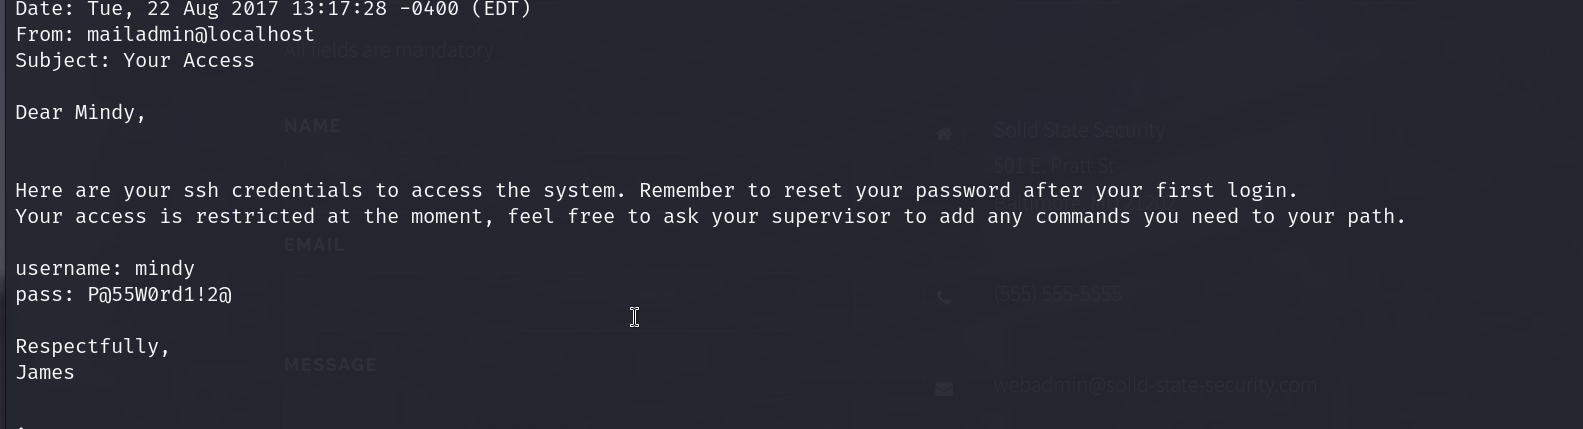 Date: Tue, 22 Aug 2017 13:17:28 -0400 (EDT)
From: mailadmin@localhost
All fields are mandatory
Subject: Your Access
Dear Mindy,
NAME
Solid State Security
501 E. Pratt St
Here are your ssh credentials to access the system. Remember to reset your password after your first login.
Your access is restricted at the moment, feel free to ask your supervisor to add any commands you need to your path.
EMAIL
username: mindy
pass: P@55W0rd1!2@
(555) 555-5555
Respectfully,
MESSAGE
James
webadmin@solid-state-security.com
.